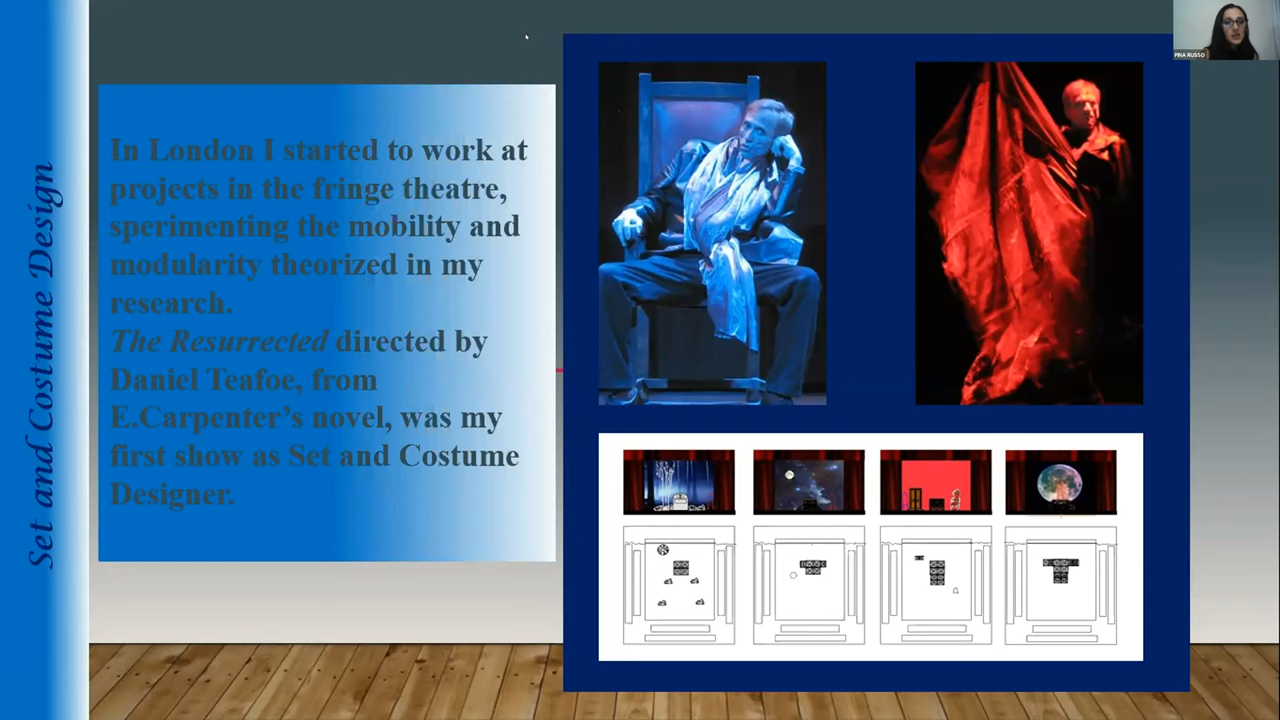 Set and Costume Design
In London I started to work at
projects in the fringe theatre,
sperimenting the mobility and
modularity theorized in my
research.
The Resurrected directed by
Daniel Teafoe, from
E.Carpenter’s novel, was my
first show as Set and Costume
Designer.
PINA RUSSO